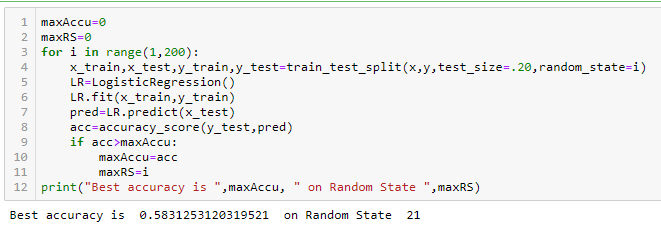 1 maxAccu=0
2 maxRS=0
3 for i in range(1,200):
4     x_train,x_test,y_train,y_test=train_test_split(x,y,test_size=.20,random_state=i)
5     LR=LogisticRegression()
6     LR.fit(x_train,y_train)
7     pred=LR.predict(x_test)
8     acc=accuracy_score(y_test,pred)
9     if acc>maxAccu:
10         maxAccu=acc
11         maxRS=i
12 print("Best accuracy is ",maxAccu, " on Random State ",maxRS)
Best accuracy is  0.5831253120319521  on Random State  21